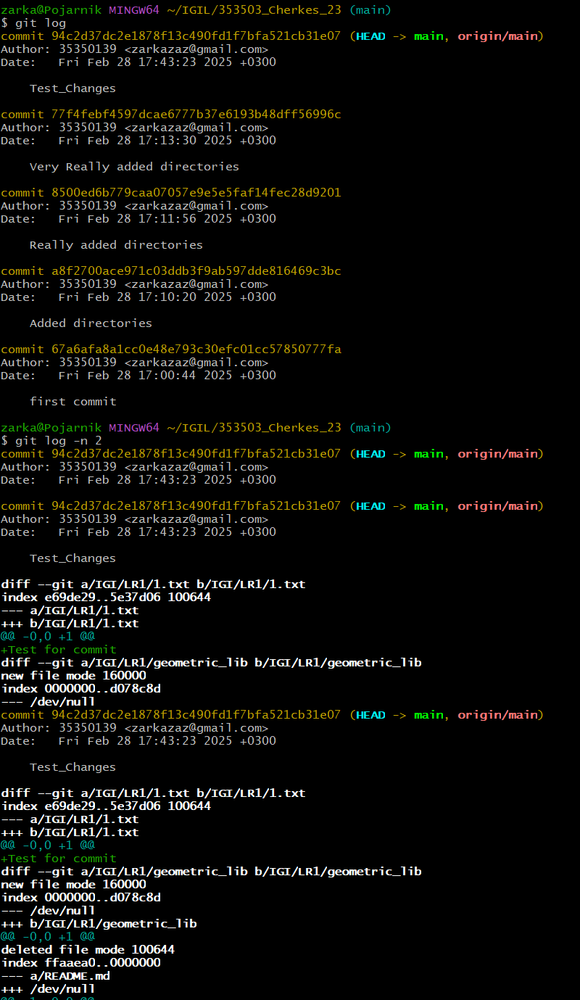 zarka@Pojarnik MINGW64 ~/IGIL/353503_Cherkes_23 (main)
$ git log
commit 94c2d37dc2e1878f13c490fd1f7bfa521cb31e07 (HEAD -> main, origin/main)
Author: 35350139 <zarkazaz@gmail.com>
Date:   Fri Feb 28 17:43:23 2025 +0300

    Test_Changes

commit 77f4febf4597dcae6777b37e6193b48dff56996c
Author: 35350139 <zarkazaz@gmail.com>
Date:   Fri Feb 28 17:13:30 2025 +0300

    Very Really added directories

commit 8500ed6b779caa07057e9e5e5faf14fec28d9201
Author: 35350139 <zarkazaz@gmail.com>
Date:   Fri Feb 28 17:11:56 2025 +0300

    Really added directories

commit a8f2700ace971c03ddb3f9ab597dde816469c3bc
Author: 35350139 <zarkazaz@gmail.com>
Date:   Fri Feb 28 17:10:20 2025 +0300

    Added directories

commit 67a6afa8a1cc0e48e793c30efc01cc57850777fa
Author: 35350139 <zarkazaz@gmail.com>
Date:   Fri Feb 28 17:00:44 2025 +0300

    first commit

zarka@Pojarnik MINGW64 ~/IGIL/353503_Cherkes_23 (main)
$ git log -n 2
commit 94c2d37dc2e1878f13c490fd1f7bfa521cb31e07 (HEAD -> main, origin/main)
Author: 35350139 <zarkazaz@gmail.com>
Date:   Fri Feb 28 17:43:23 2025 +0300

commit 94c2d37dc2e1878f13c490fd1f7bfa521cb31e07 (HEAD -> main, origin/main)
Author: 35350139 <zarkazaz@gmail.com>
Date:   Fri Feb 28 17:43:23 2025 +0300

    Test_Changes

diff --git a/IGI/LR1/1.txt b/IGI/LR1/1.txt
index e69de29..5e37d06 100644
--- a/IGI/LR1/1.txt
+++ b/IGI/LR1/1.txt
@@ -0,0 +1 @@
+Test for commit
diff --git a/IGI/LR1/geometric_lib b/IGI/LR1/geometric_lib
new file mode 160000
index 0000000..d078c8d
--- /dev/null
commit 94c2d37dc2e1878f13c490fd1f7bfa521cb31e07 (HEAD -> main, origin/main)
Author: 35350139 <zarkazaz@gmail.com>
Date:   Fri Feb 28 17:43:23 2025 +0300

    Test_Changes

diff --git a/IGI/LR1/1.txt b/IGI/LR1/1.txt
index e69de29..5e37d06 100644
--- a/IGI/LR1/1.txt
+++ b/IGI/LR1/1.txt
@@ -0,0 +1 @@
+Test for commit
diff --git a/IGI/LR1/geometric_lib b/IGI/LR1/geometric_lib
new file mode 160000
index 0000000..d078c8d
--- /dev/null
+++ b/IGI/LR1/geometric_lib
@@ -0,0 +1 @@
deleted file mode 100644
index ffaaea0..0000000
--- a/README.md
+++ /dev/null